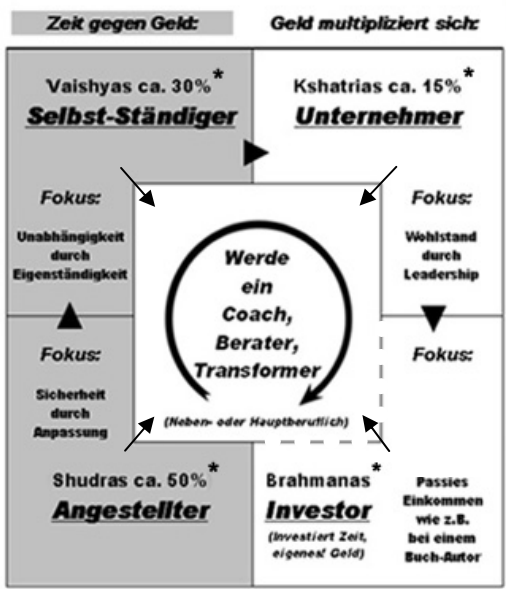 Zeit gegen Geld:
Geld multipliziert sich:
Vaishyas ca. 30%*
Selbst-Ständiger
Kshatrias ca. 15%*
Unternehmer
Fokus:
Unabhängigkeit
durch
Eigenständigkeit
Werde
ein
Coach,
Berater,
Transformer
(Neben- oder Hauptberuflich)
Fokus:
Wohlstand
durch
Leadership
Fokus:
Sicherheit
durch
Anpassung
Fokus:
Shudras ca. 50%*
Angestellter
Brahmanas*
Investor
(Investiert Zeit,
eigenes! Geld)
Passies
Einkommen
wie z.B.
bei einem
Buch-Autor